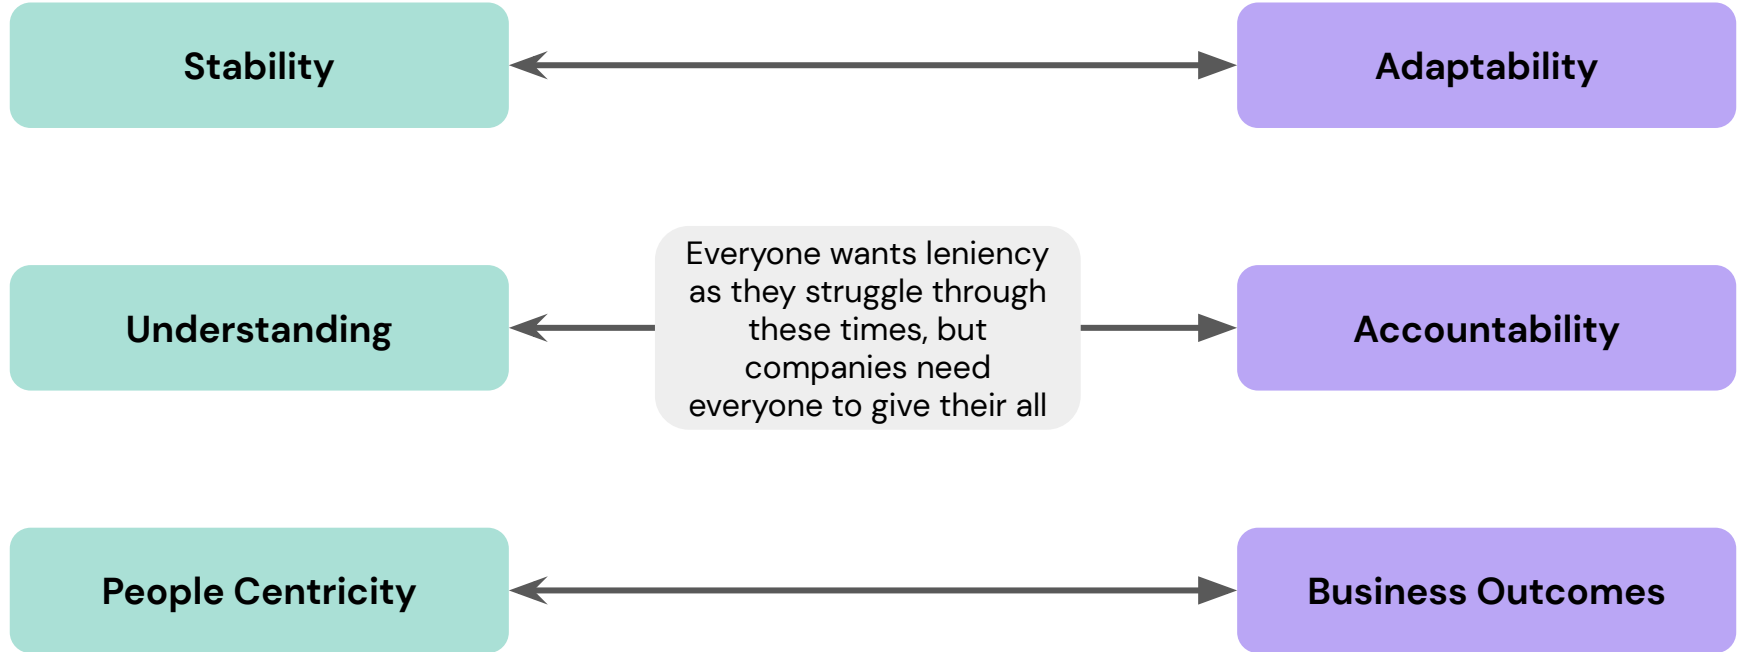 Stability
Adaptability
Understanding
Everyone wants leniency
as they struggle through
these times, but
companies need
everyone to give their all
Accountability
People Centricity
Business Outcomes